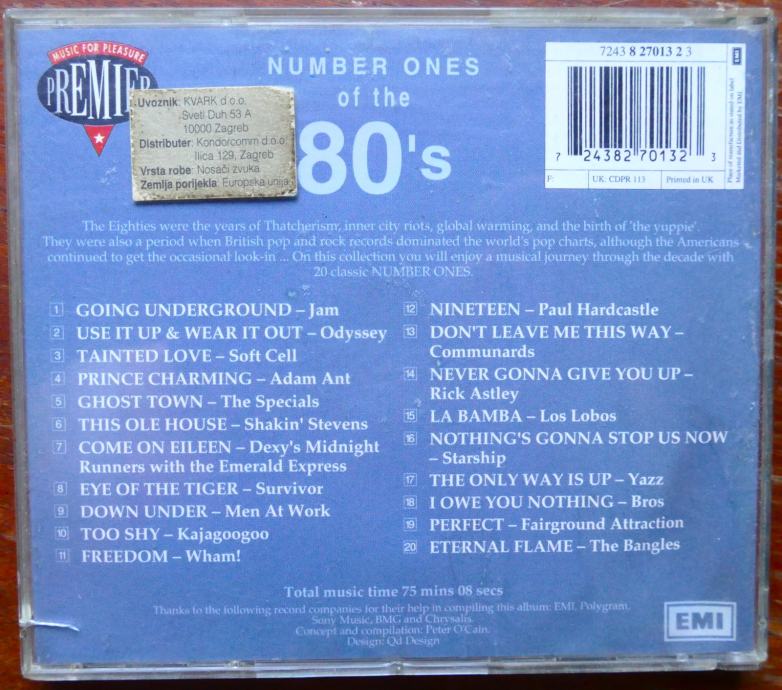 MUSIC FOR PLEASURE
PREMIER
Uvoznik: KVARK d.o.o.
Sveti Duh 53 A
10000 Zagreb
Distributer: Kondorcomm d.o.o
Ilica 129, Zagreb
Vrsta robe: Nosači zvuka
Zemlja porijekla: Europska unija
NUMBER ONES
of the
80's
7243 8 27013 2 3
7 24382 70132 3
F:
UK: CDPR 113
Printed in UK
EMI
Place of manufacture as stated on label
Marketed and Distributed by EMI.
The Eighties were the years of Thatcherism, inner city riots, global warming, and the birth of 'the yuppie'.
They were also a period when British pop and rock records dominated the world's pop charts, although the Americans
continued to get the occasional look-in ... On this collection you will enjoy a musical journey through the decade with
20 classic NUMBER ONES.
1 GOING UNDERGROUND – Jam
2 USE IT UP & WEAR IT OUT – Odyssey
3 TAINTED LOVE – Soft Cell
4 PRINCE CHARMING – Adam Ant
5 GHOST TOWN – The Specials
6 THIS OLE HOUSE – Shakin' Stevens
7 COME ON EILEEN – Dexy's Midnight
Runners with the Emerald Express
8 EYE OF THE TIGER – Survivor
9 DOWN UNDER – Men At Work
10 TOO SHY – Kajagoogoo
11 FREEDOM – Wham!
12 NINETEEN – Paul Hardcastle
13 DON'T LEAVE ME THIS WAY –
Communards
14 NEVER GONNA GIVE YOU UP –
Rick Astley
15 LA BAMBA – Los Lobos
16 NOTHING'S GONNA STOP US NOW
– Starship
17 THE ONLY WAY IS UP – Yazz
18 I OWE YOU NOTHING – Bros
19 PERFECT – Fairground Attraction
20 ETERNAL FLAME – The Bangles
Total music time 75 mins 08 secs
Thanks to the following record companies for their help in compiling this album: EMI, Polygram,
Sony Music, BMG and Chrysalis.
Concept and compilation: Peter O'Cain.
Design: Qd Design
EMI